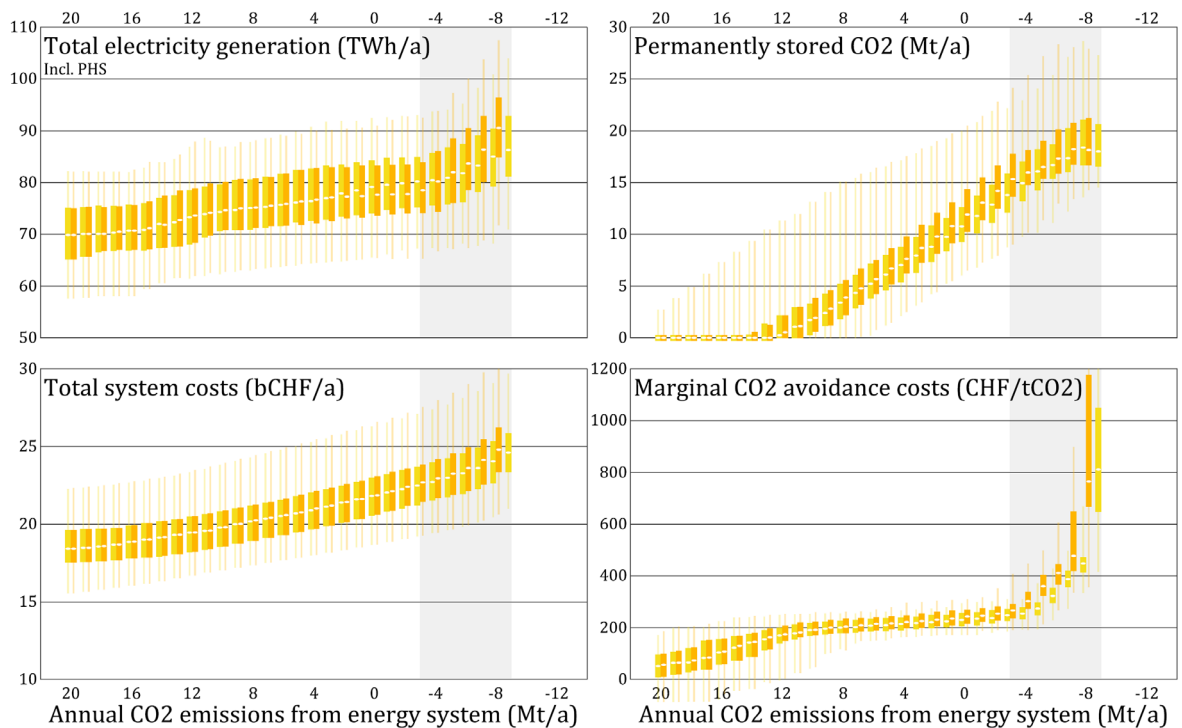 20 16 12 8 4 0 -4 -8 -12
20 16 12 8 4 0 -4 -8 -12
110
Total electricity generation (TWh/a)
Incl. PHS
100
90
80
70
60
50
30
Permanently stored CO2 (Mt/a)
25
20
15
10
5
0
30
Total system costs (bCHF/a)
25
20
15
10
1200
Marginal CO2 avoidance costs (CHF/tCO2)
1000
800
600
400
200
0
20 16 12 8 4 0 -4 -8 -12
Annual CO2 emissions from energy system (Mt/a)
20 16 12 8 4 0 -4 -8 -12
Annual CO2 emissions from energy system (Mt/a)